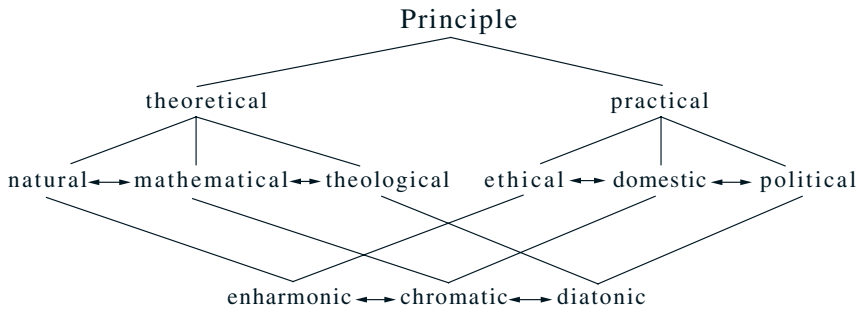 Principle
theoretical practical
natural mathematical theological ethical domestic political
enharmonic chromatic diatonic